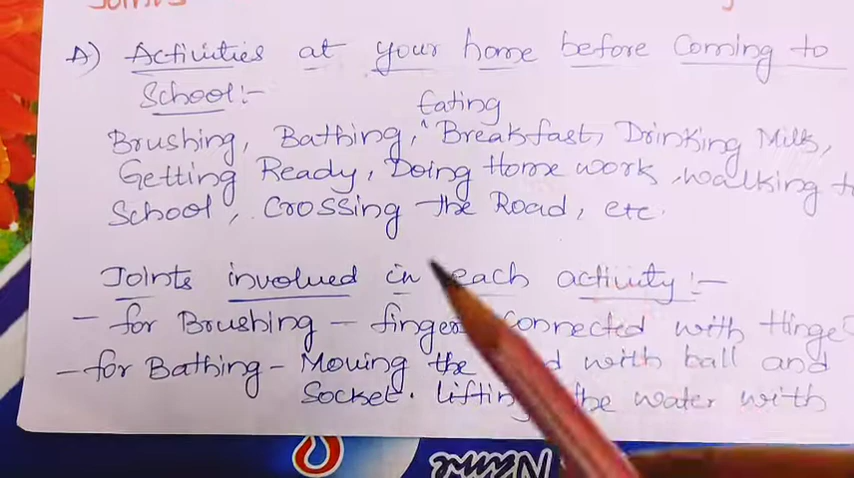 A) Activities at your home before Coming to
School:-
Eating
Brushing, Bathing, ^ Breakfast, Drinking Milk,
Getting Ready, Doing Home work, walking
School, Crossing the Road, etc.
Joints involved in each activity:-
- for Brushing - finger connected with Hinge
- for Bathing - Moving the with ball and
Socket. Lifting the water with
Name